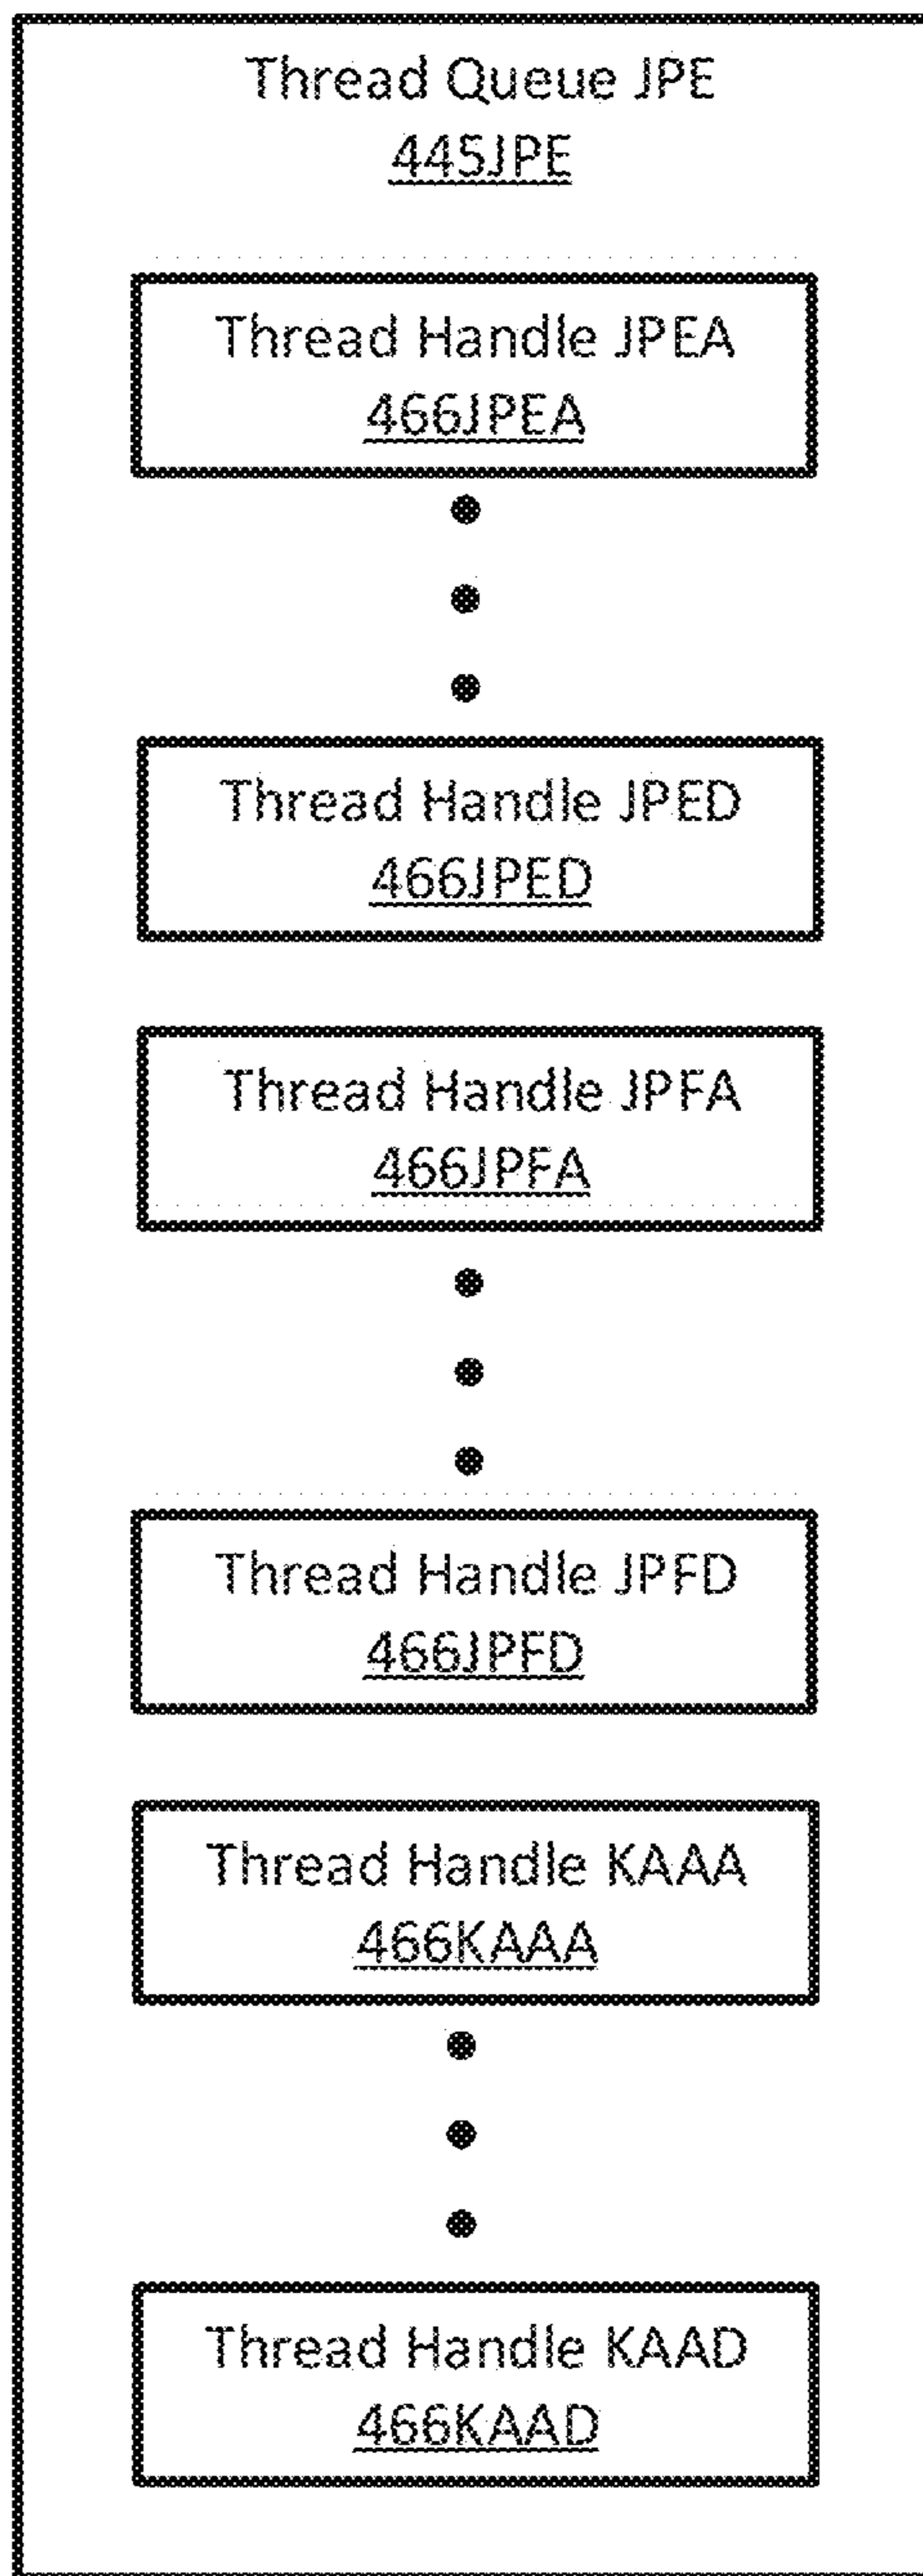 Thread Queue JPE
445JPE
Thread Handle JPEA
466JPEA
Thread Handle JPED
466JPED
Thread Handle JPFA
466JPFA
Thread Handle JPFD
466JPFD
Thread Handle KAAA
466KAAA
Thread Handle KAAD
466KAAD